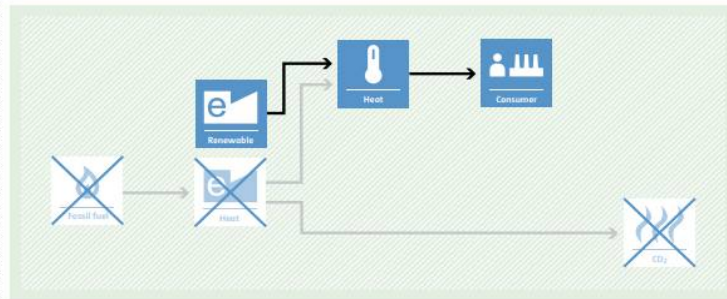 Heat
Consumer
e
Renewable
Fossil fuel
e
Heat
CO₂